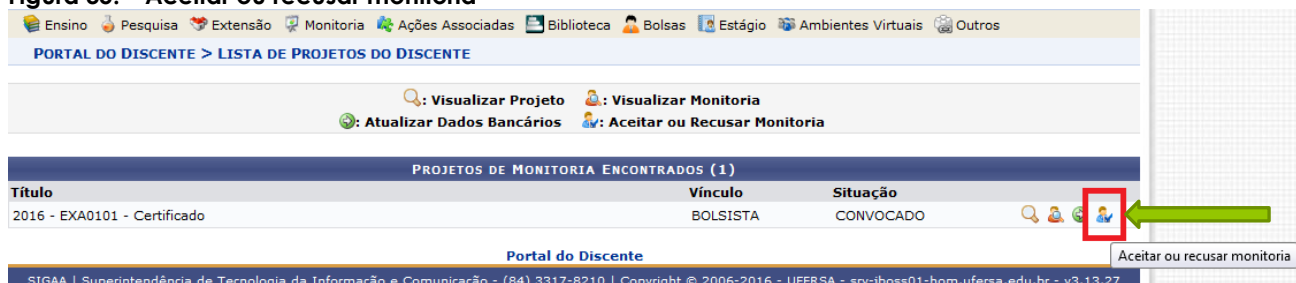 Figura 83: Aceitar ou recusar monitoria
Ensino Pesquisa Extensão Monitoria Ações Associadas Biblioteca Bolsas Estágio Ambientes Virtuais Outros
PORTAL DO DISCENTE > LISTA DE PROJETOS DO DISCENTE
: Visualizar Projeto : Visualizar Monitoria
: Atualizar Dados Bancários : Aceitar ou Recusar Monitoria
PROJETOS DE MONITORIA ENCONTRADOS (1)
Título Vínculo Situação
2016 - EXA0101 - Certificado BOLSISTA CONVOCADO
Portal do Discente
Aceitar ou recusar monitoria
SIGAA | Superintendência de Tecnologia da Informação e Comunicação - (84) 3317-8210 | Copyright © 2006-2016 - UFERSA - srv-jboss01-hom.ufersa.edu.br - v3.13.27